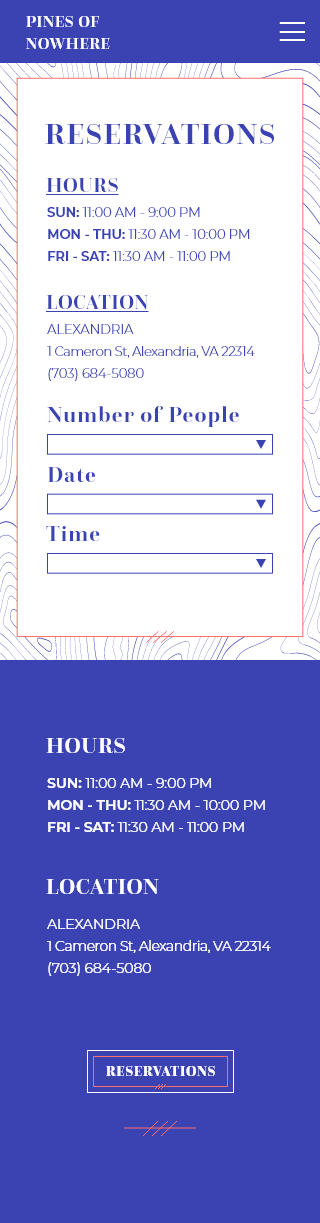 PINES OF
NOWHERE
RESERVATIONS
HOURS
SUN: 11:00 AM - 9:00 PM
MON - THU: 11:30 AM - 10:00 PM
FRI - SAT: 11:30 AM - 11:00 PM
LOCATION
ALEXANDRIA
1 Cameron St, Alexandria, VA 22314
(703) 684-5080
Number of People
Date
Time
HOURS
SUN: 11:00 AM - 9:00 PM
MON - THU: 11:30 AM - 10:00 PM
FRI - SAT: 11:30 AM - 11:00 PM
LOCATION
ALEXANDRIA
1 Cameron St, Alexandria, VA 22314
(703) 684-5080
RESERVATIONS